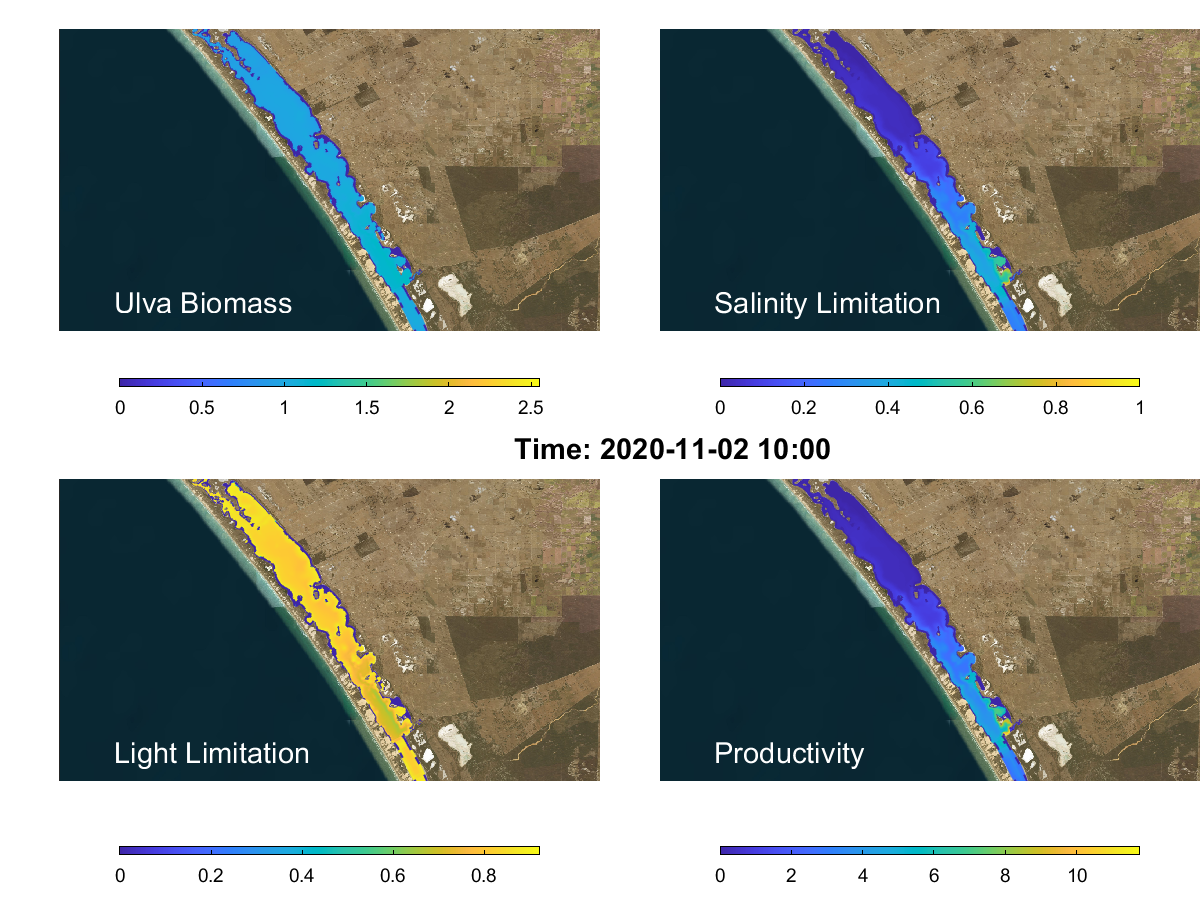 Ulva Biomass
Salinity Limitation
0 0.5 1 1.5 2 2.5
0 0.2 0.4 0.6 0.8 1
Time: 2020-11-02 10:00
Light Limitation
Productivity
0 0.2 0.4 0.6 0.8
0 2 4 6 8 10